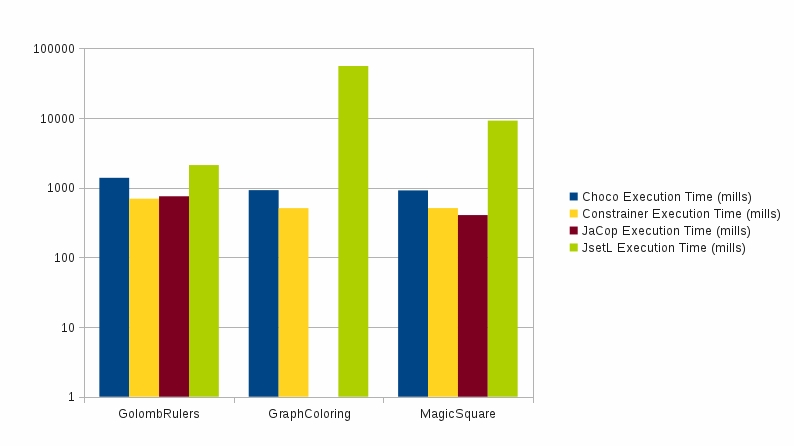 100000
10000
1000
100
10
1
GolombRulers
GraphColoring
MagicSquare
Choco Execution Time (mills)
Constrainer Execution Time (mills)
JaCop Execution Time (mills)
JsetL Execution Time (mills)